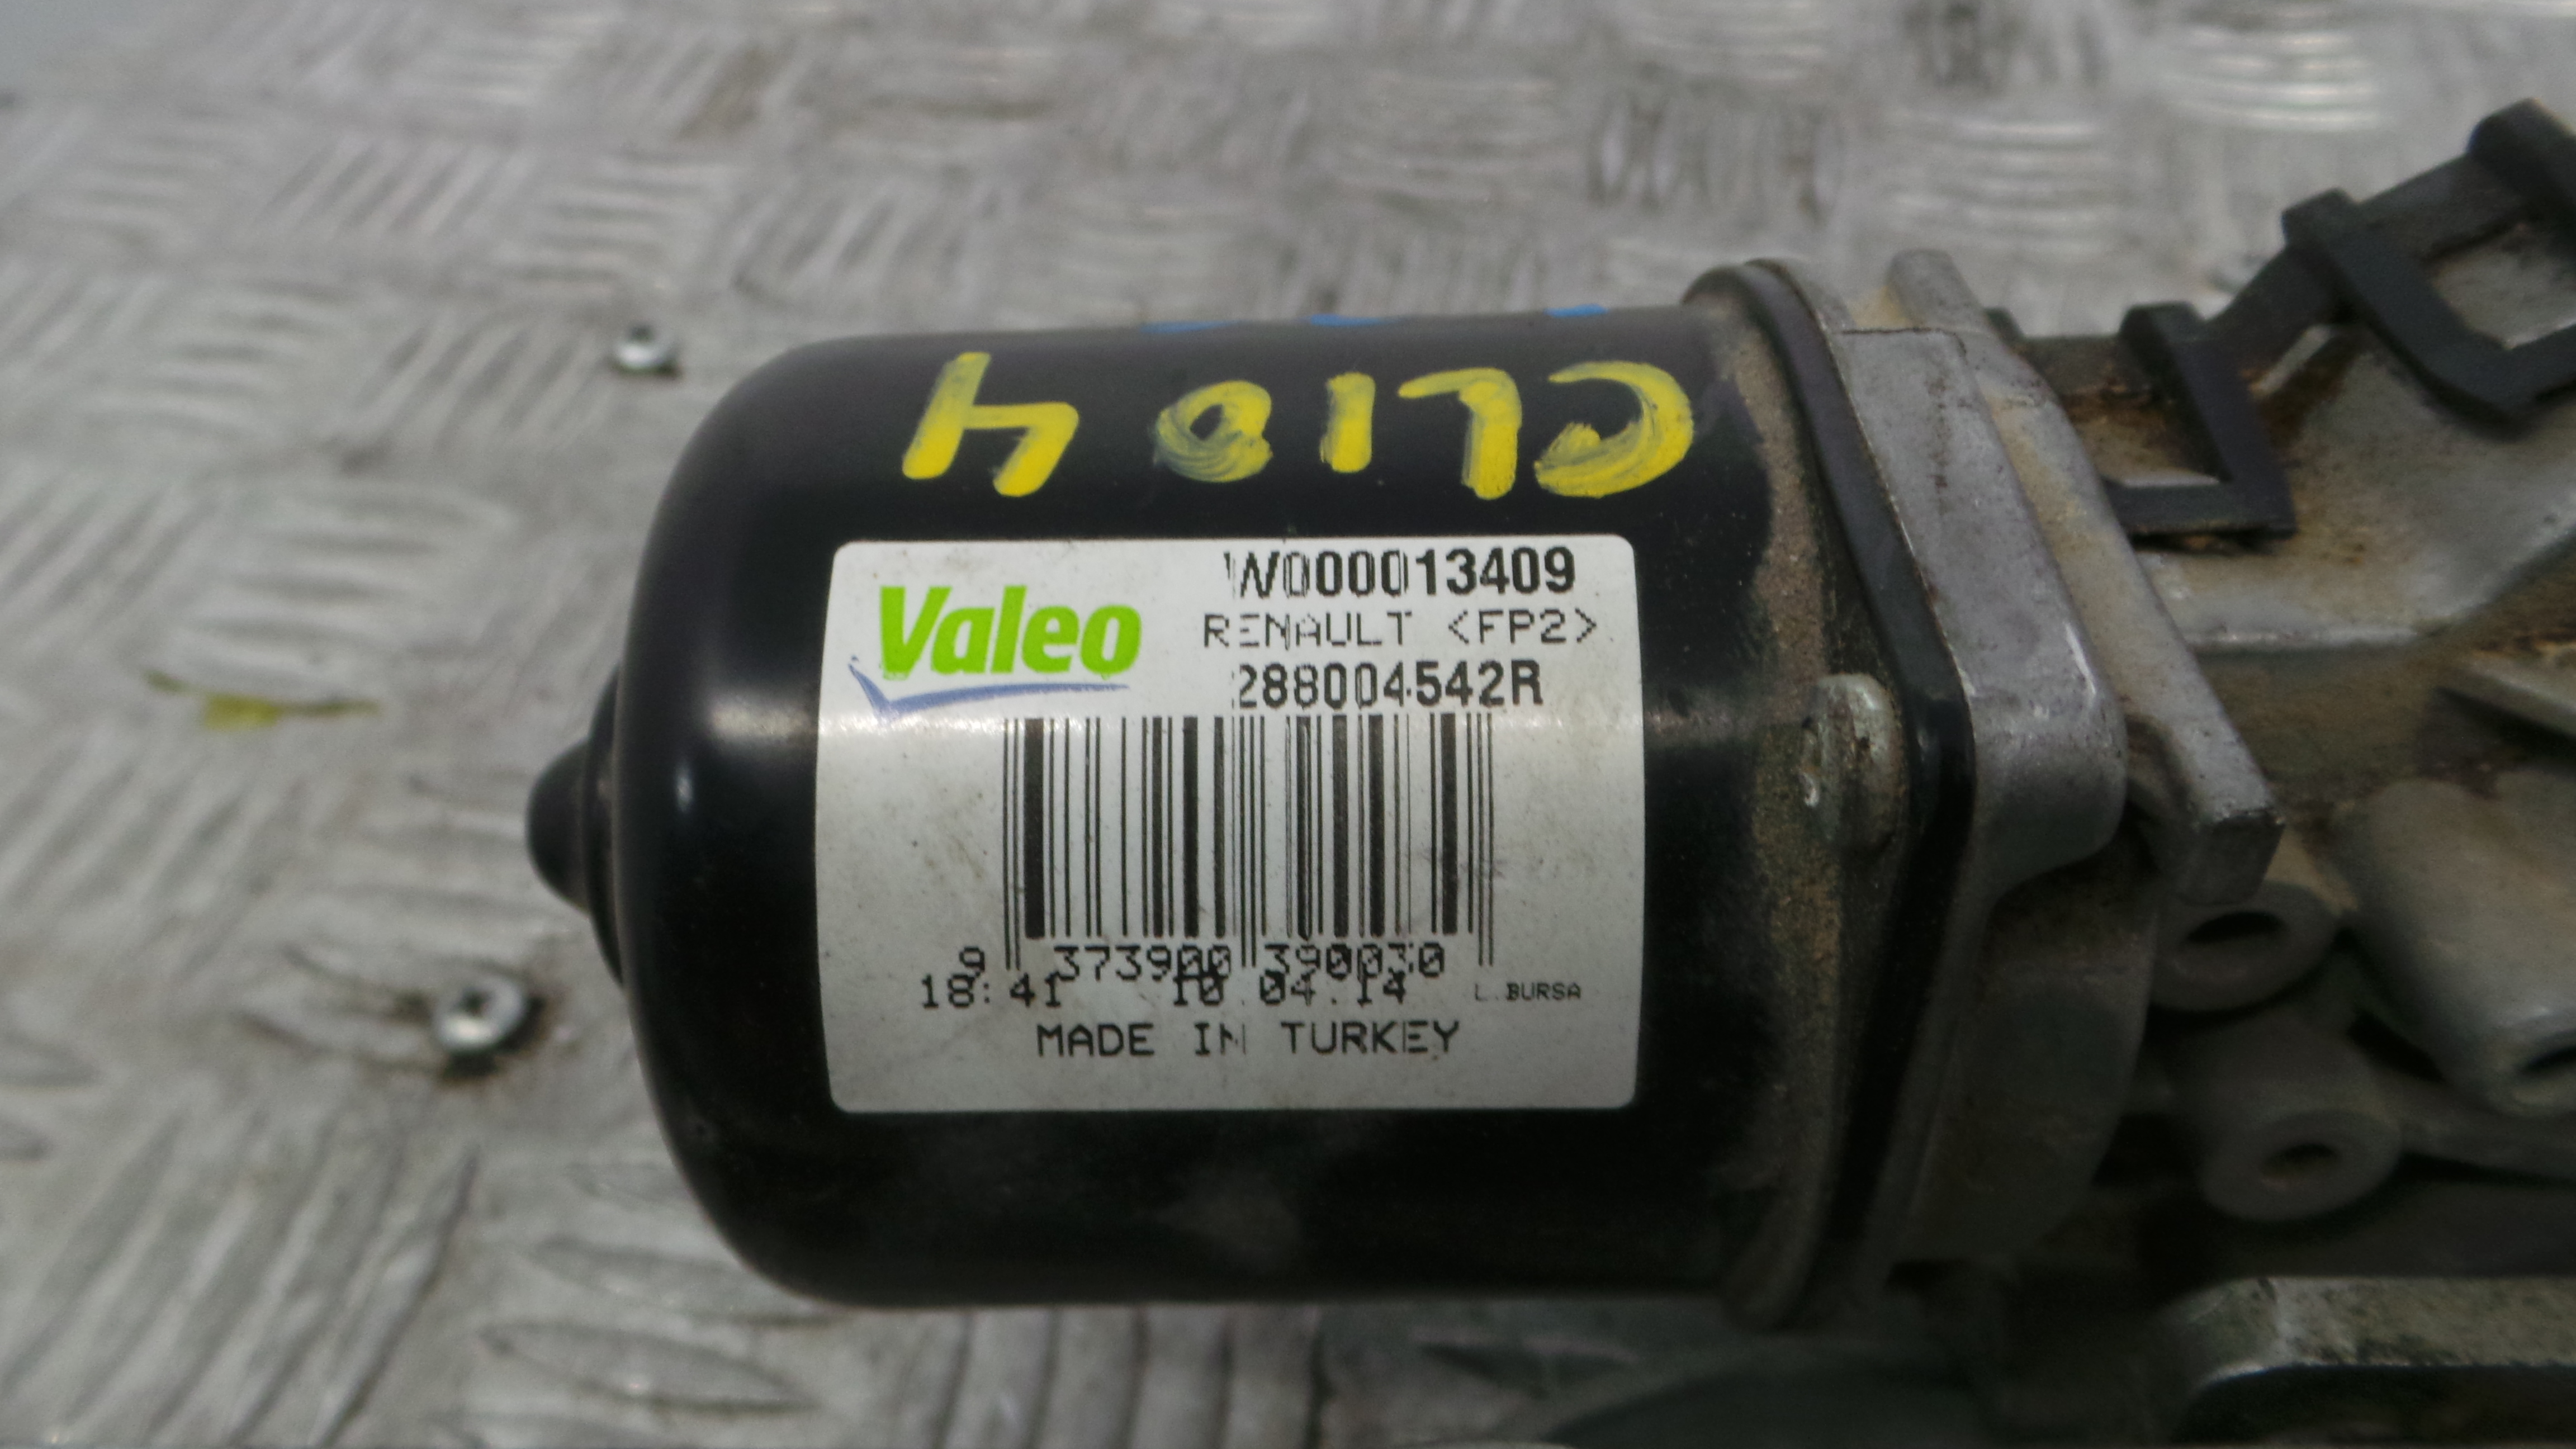 CLIO 4
Valeo
W000013409
RENAULT <FP2>
288004542R
9 373900 390030
18:41 10.04.14 L.BURSA
MADE IN TURKEY